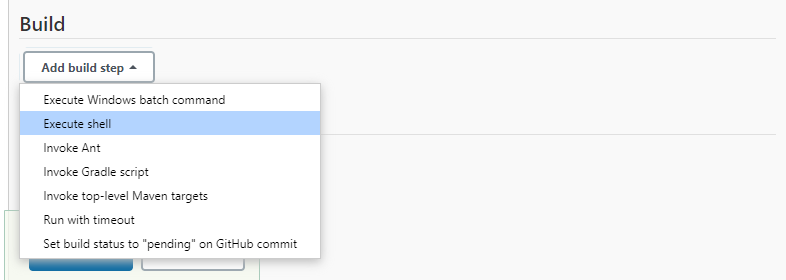 Build
Add build step
Execute Windows batch command
Execute shell
Invoke Ant
Invoke Gradle script
Invoke top-level Maven targets
Run with timeout
Set build status to "pending" on GitHub commit